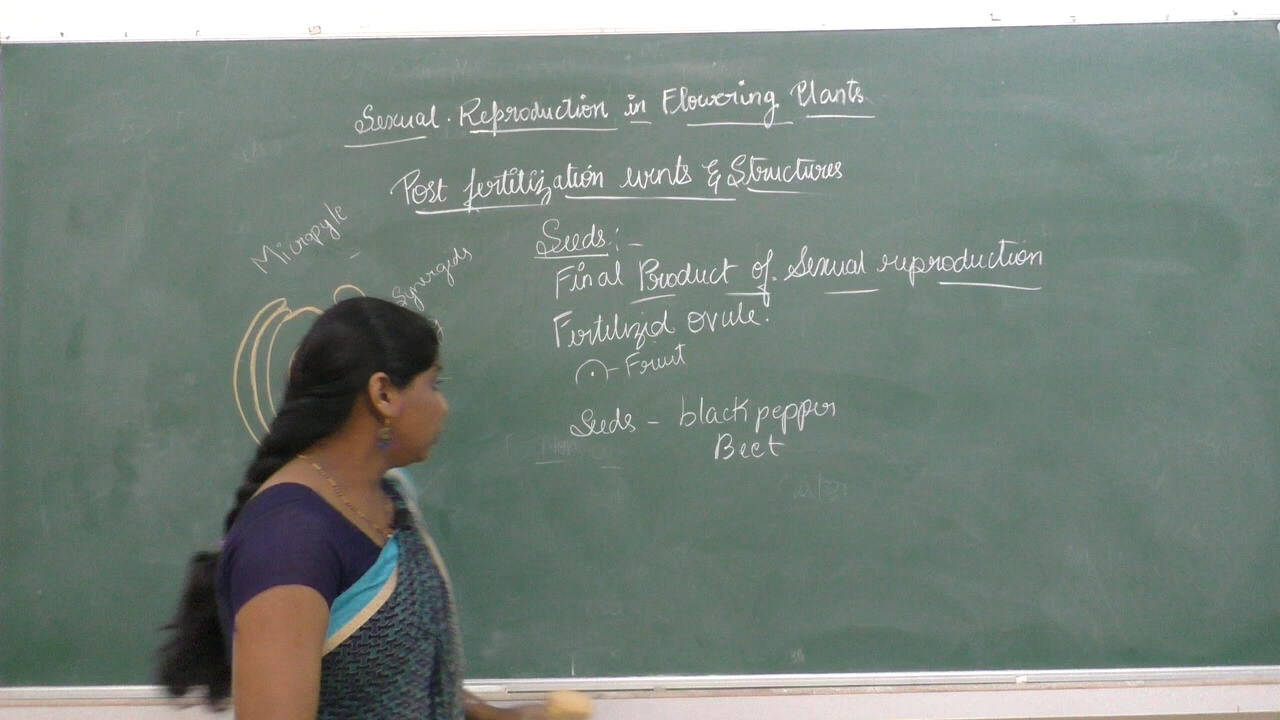 Sexual Reproduction in Flowering Plants
Post fertilization events & Structures
Micropyle
Synergids
Seeds:-
Final Product of Sexual reproduction
Fertilized ovule.
- Fruit
Seeds - black pepper
Beet